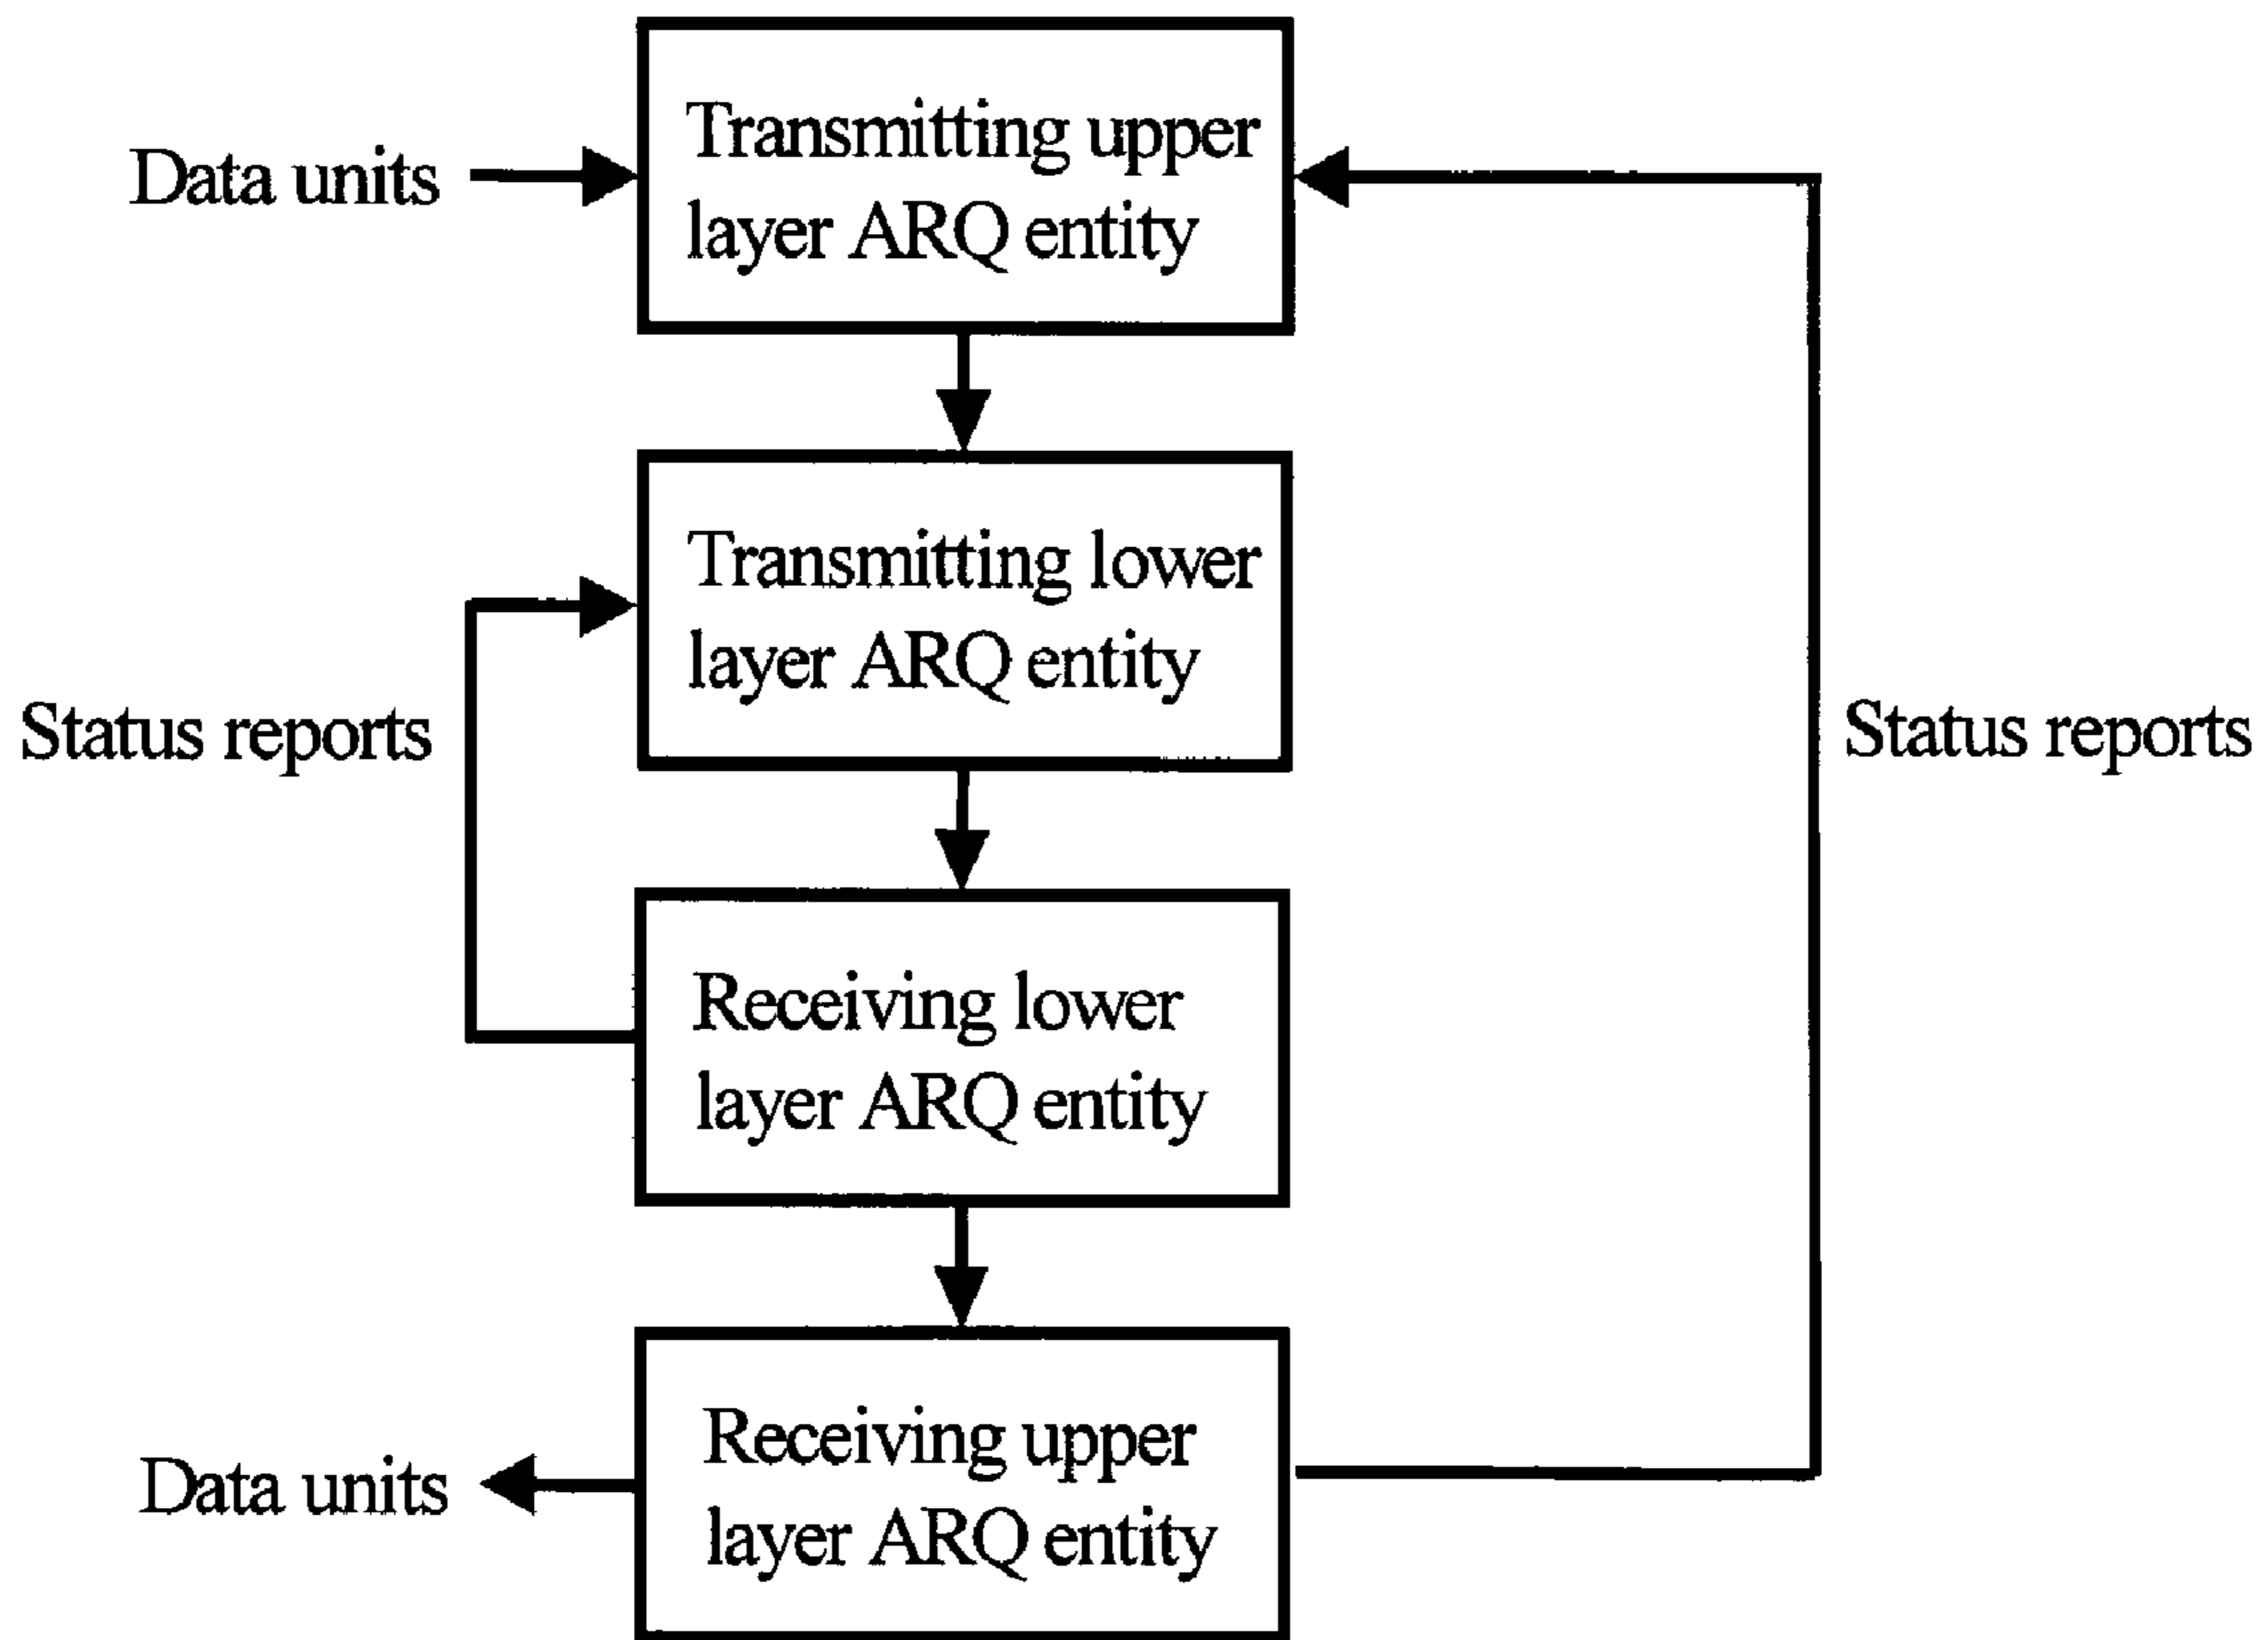 Data units
Transmitting upper
layer ARQ entity
Transmitting lower
layer ARQ entity
Status reports
Status reports
Receiving lower
layer ARQ entity
Receiving upper
layer ARQ entity
Data units